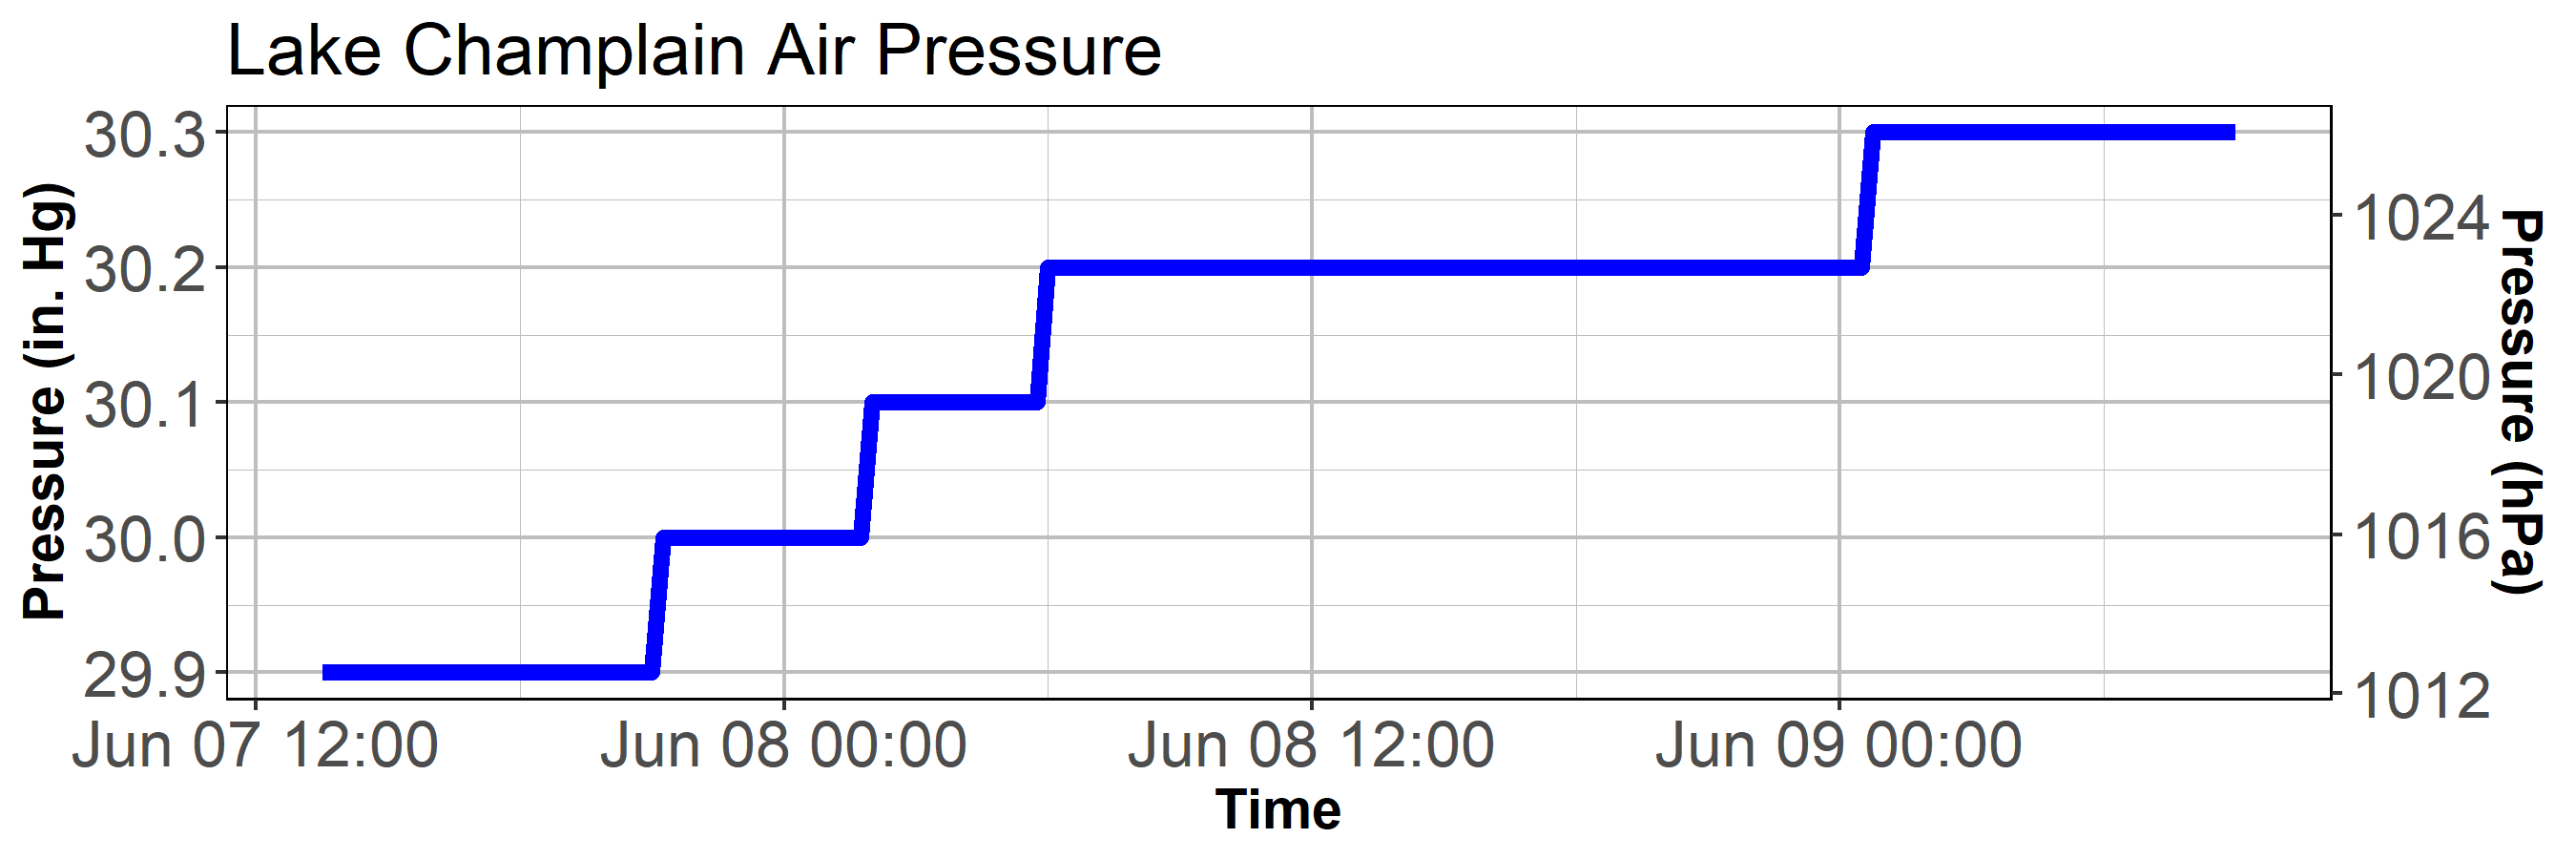 Lake Champlain Air Pressure
Pressure (in. Hg)
30.3
30.2
30.1
30.0
29.9
1024
1020
1016
1012
Pressure (hPa)
Jun 07 12:00
Jun 08 00:00
Jun 08 12:00
Jun 09 00:00
Time